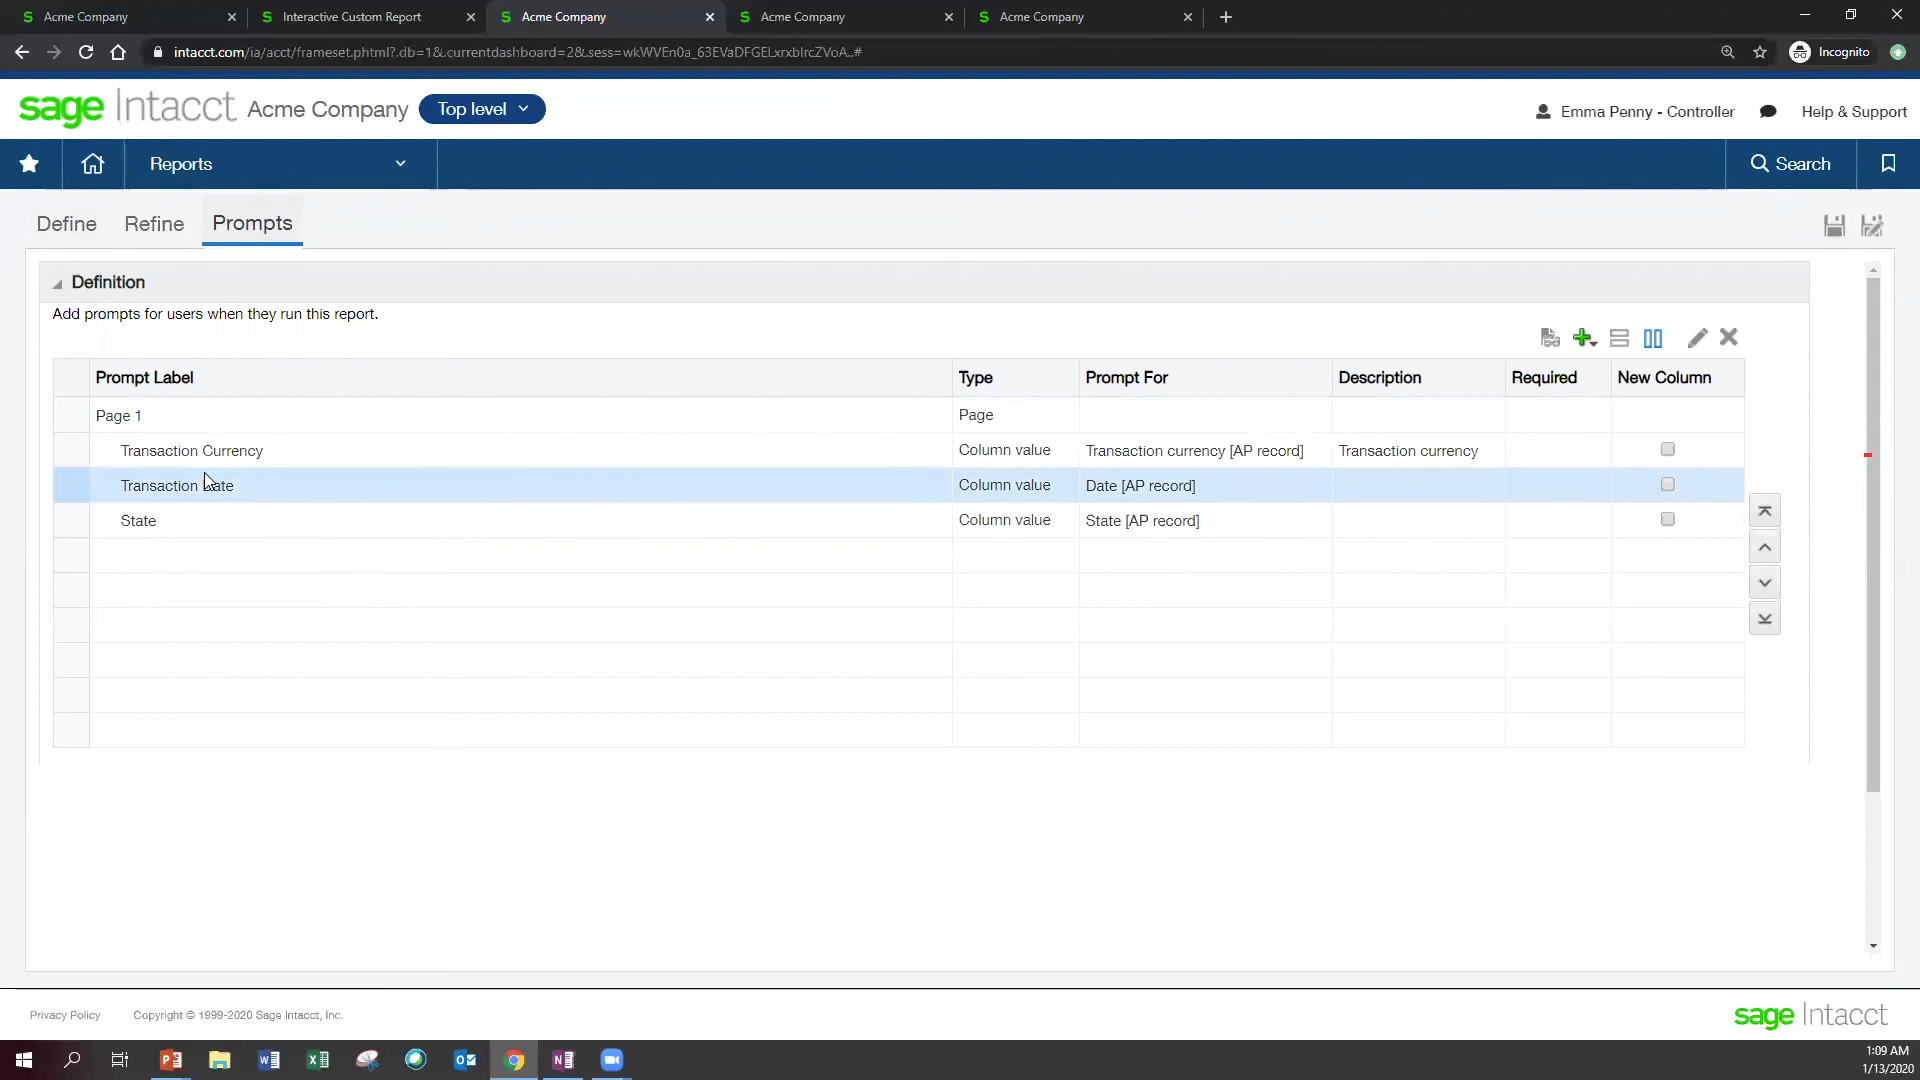 Acme Company
Interactive Custom Report
Acme Company
Acme Company
Acme Company
intacct.com/ia/acct/frameset.phtml?.db=1&.currentdashboard=2&.sess=wkWVEn0a_63EVaDFGELxrxbIrcZVoA..#
Incognito
sage Intacct Acme Company Top level
Emma Penny - Controller Help & Support
Reports
Search
Define Refine Prompts
Definition
Add prompts for users when they run this report.
Prompt Label Type Prompt For Description Required New Column
Page 1 Page
Transaction Currency Column value Transaction currency [AP record] Transaction currency
Transaction Column value Date [AP record]
State Column value State [AP record]
Privacy Policy Copyright © 1999-2020 Sage Intacct, Inc.
sage Intacct
1:09 AM
1/13/2020